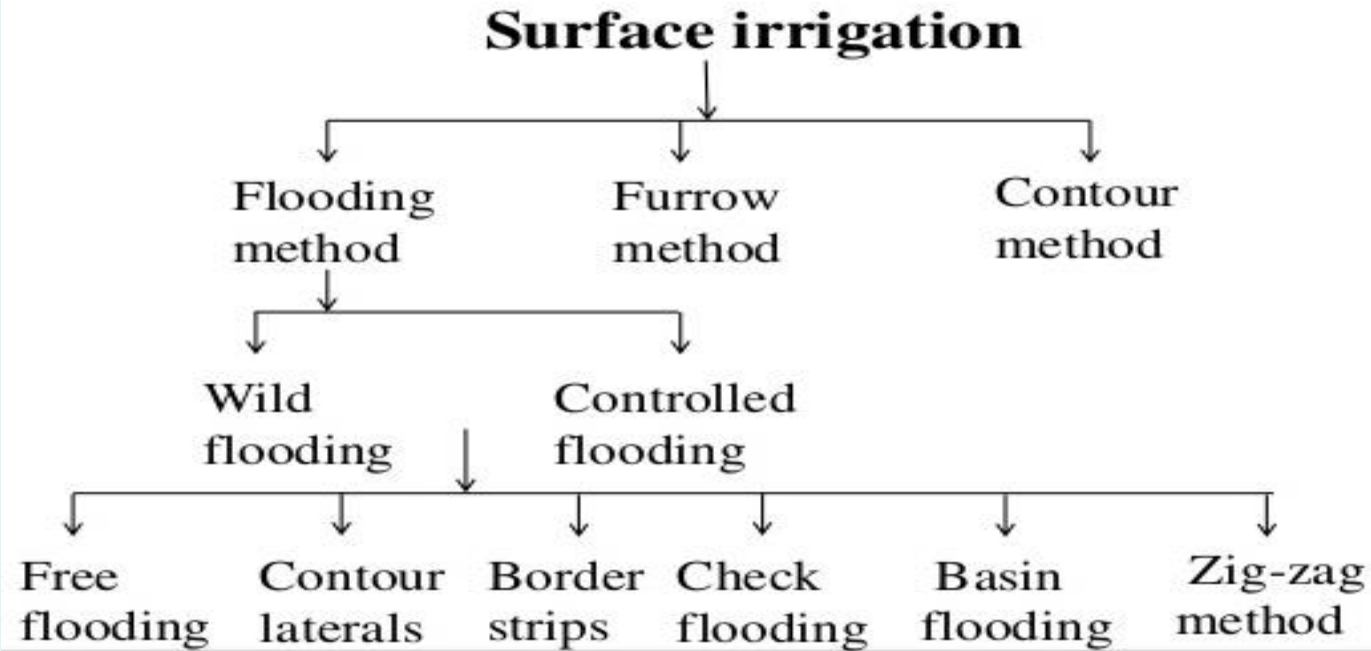 Surface irrigation
Flooding
method
Furrow
method
Contour
method
Wild
flooding
Controlled
flooding
Free
flooding
Contour
laterals
Border
strips
Check
flooding
Basin
flooding
Zig-zag
method